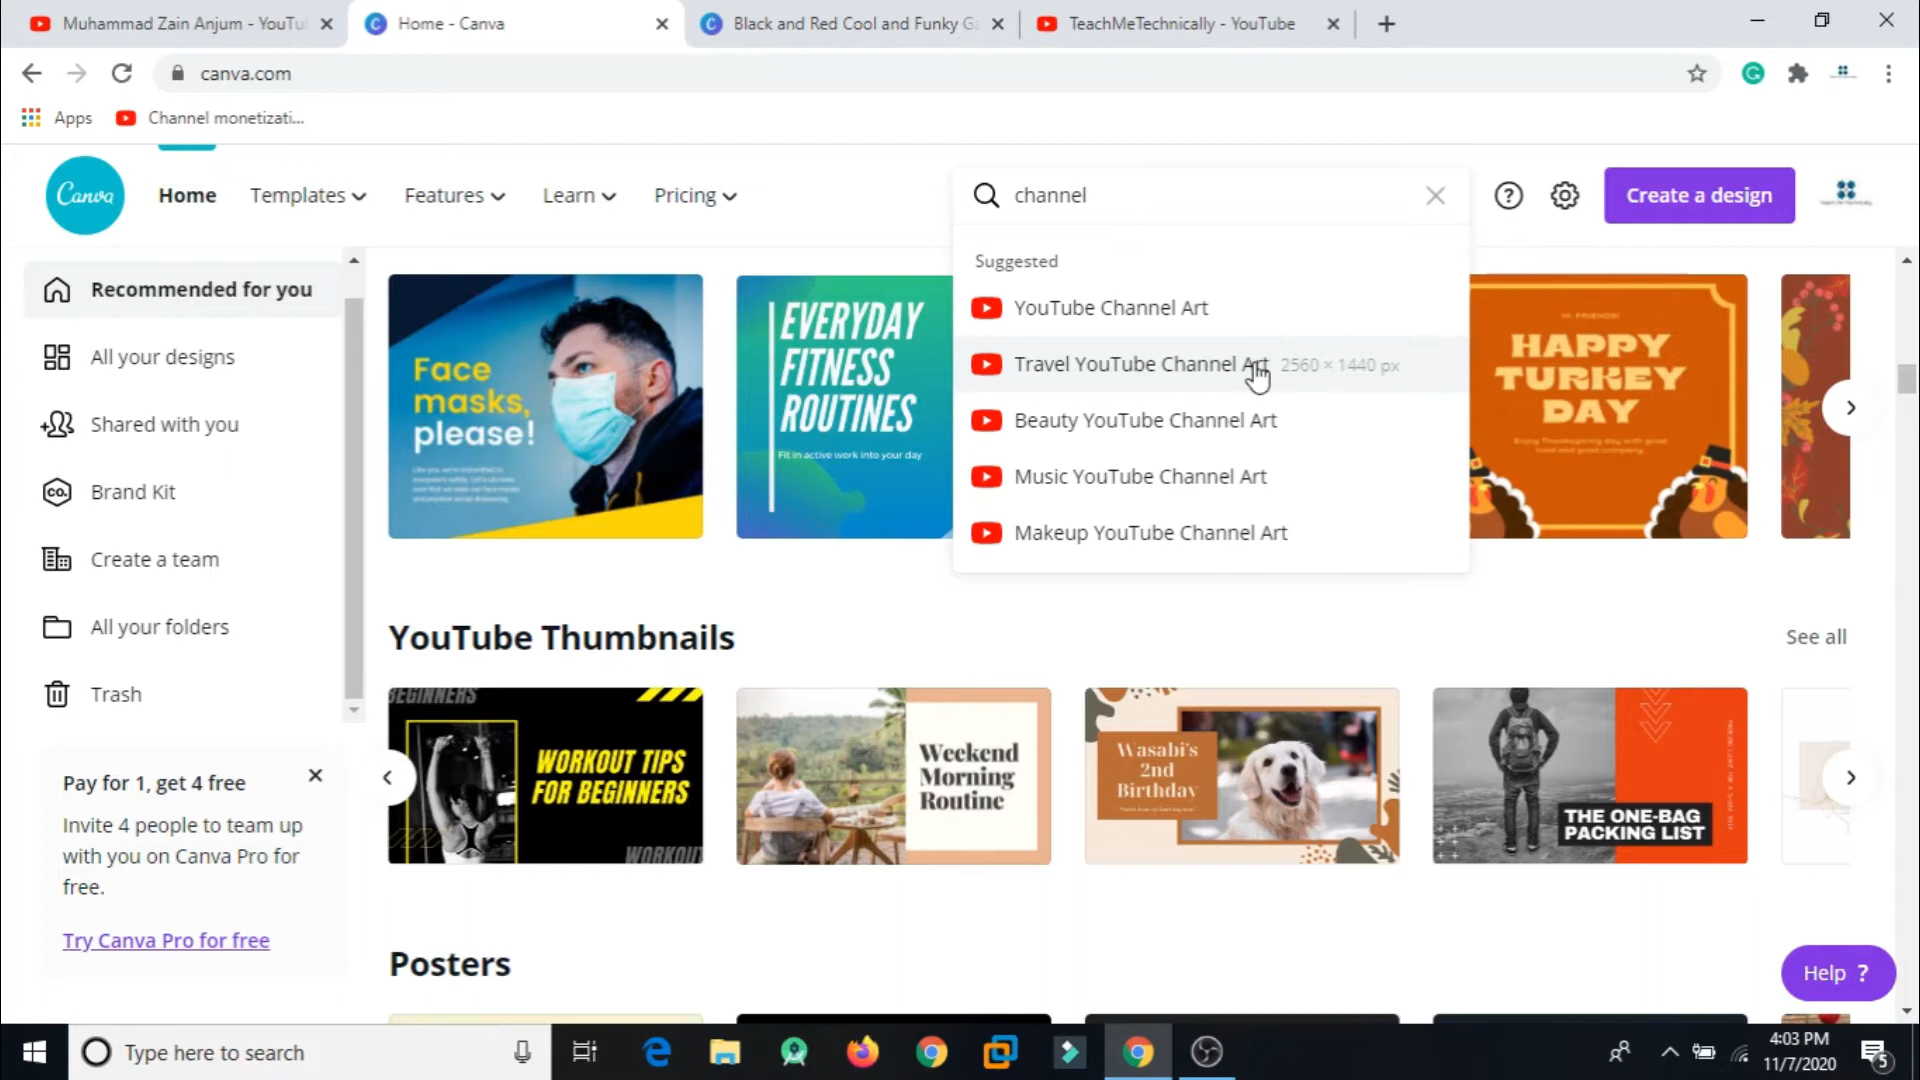 Muhammad Zain Anjum - YouTu
Home - Canva
Black and Red Cool and Funky Ga
TeachMeTechnically - YouTube
canva.com
Apps
Channel monetizati...
Canva
Home
Templates
Features
Learn
Pricing
channel
Create a design
Suggested
YouTube Channel Art
Travel YouTube Channel Art 2560 × 1440 px
Beauty YouTube Channel Art
Music YouTube Channel Art
Makeup YouTube Channel Art
Recommended for you
All your designs
Shared with you
Brand Kit
Create a team
All your folders
Trash
Pay for 1, get 4 free
Invite 4 people to team up
with you on Canva Pro for
free.
Try Canva Pro for free
Face
masks,
please!
EVERYDAY
FITNESS
ROUTINES
Fit in active work into your day
HI, FRIENDS!
HAPPY
TURKEY
DAY
YouTube Thumbnails
See all
BEGINNERS
WORKOUT TIPS
FOR BEGINNERS
WORKOUT
Weekend
Morning
Routine
Wasabi's
2nd
Birthday
THE ONE-BAG
PACKING LIST
Posters
Help ?
Type here to search
4:03 PM
11/7/2020
5